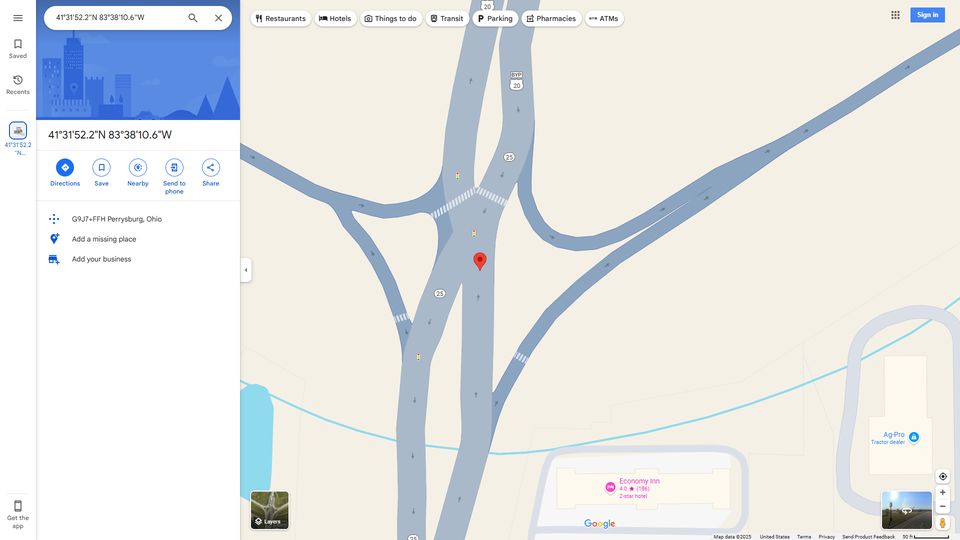 41°31'52.2"N 83°38'10.6"W
Restaurants
Hotels
Things to do
Transit
Parking
Pharmacies
ATMs
Sign in
Saved
Recents
41°31'52.2
"N...
41°31'52.2"N 83°38'10.6"W
Directions
Save
Nearby
Send to
phone
Share
G9J7+FFH Perrysburg, Ohio
Add a missing place
Add your business
Get the
app
20
BYP
20
25
25
25
Economy Inn
4.0 ★ (186)
2-star hotel
Ag-Pro
Tractor dealer
Layers
Google
Map data ©2025
United States
Terms
Privacy
Send Product Feedback
50 ft